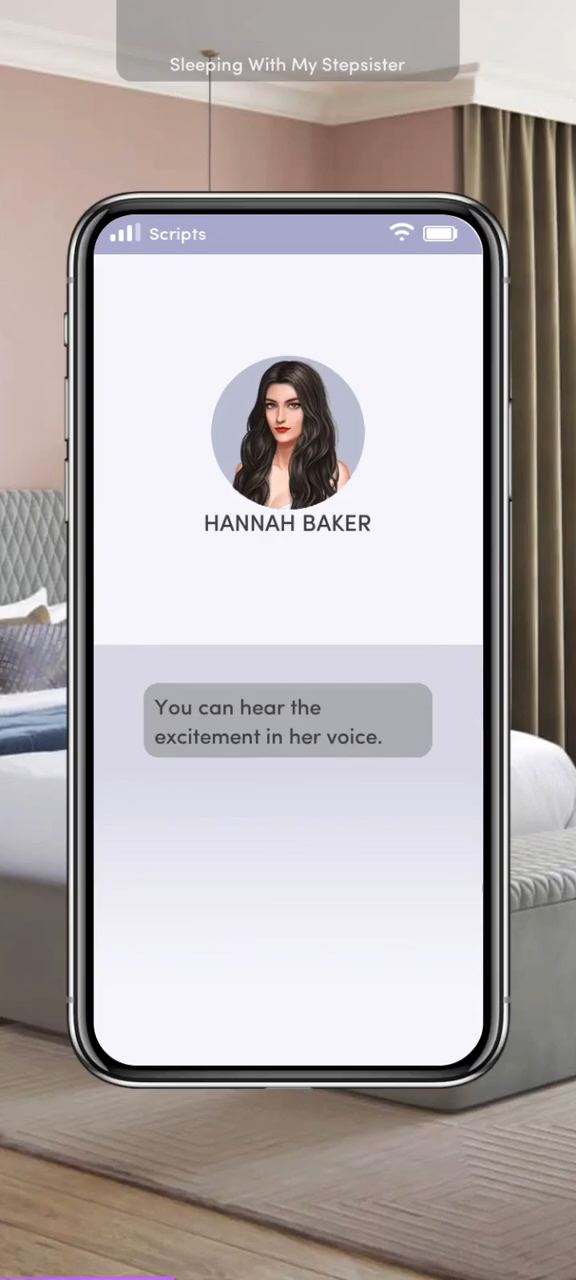 Sleeping With My Stepsister
Scripts
HANNAH BAKER
You can hear the
excitement in her voice.